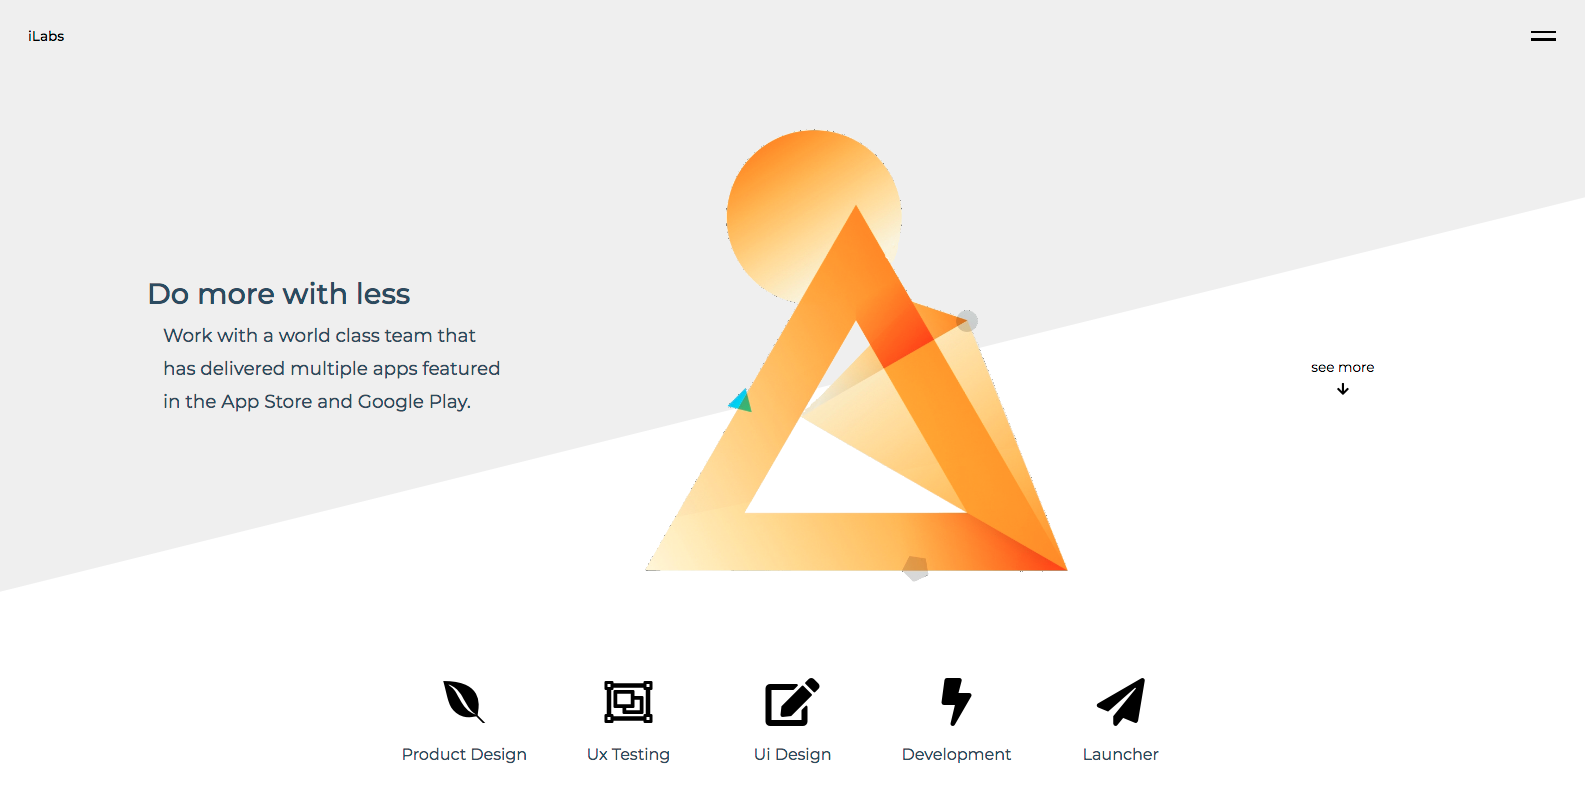 iLabs
Do more with less
Work with a world class team that
has delivered multiple apps featured
in the App Store and Google Play.
see more
Product Design
Ux Testing
Ui Design
Development
Launcher